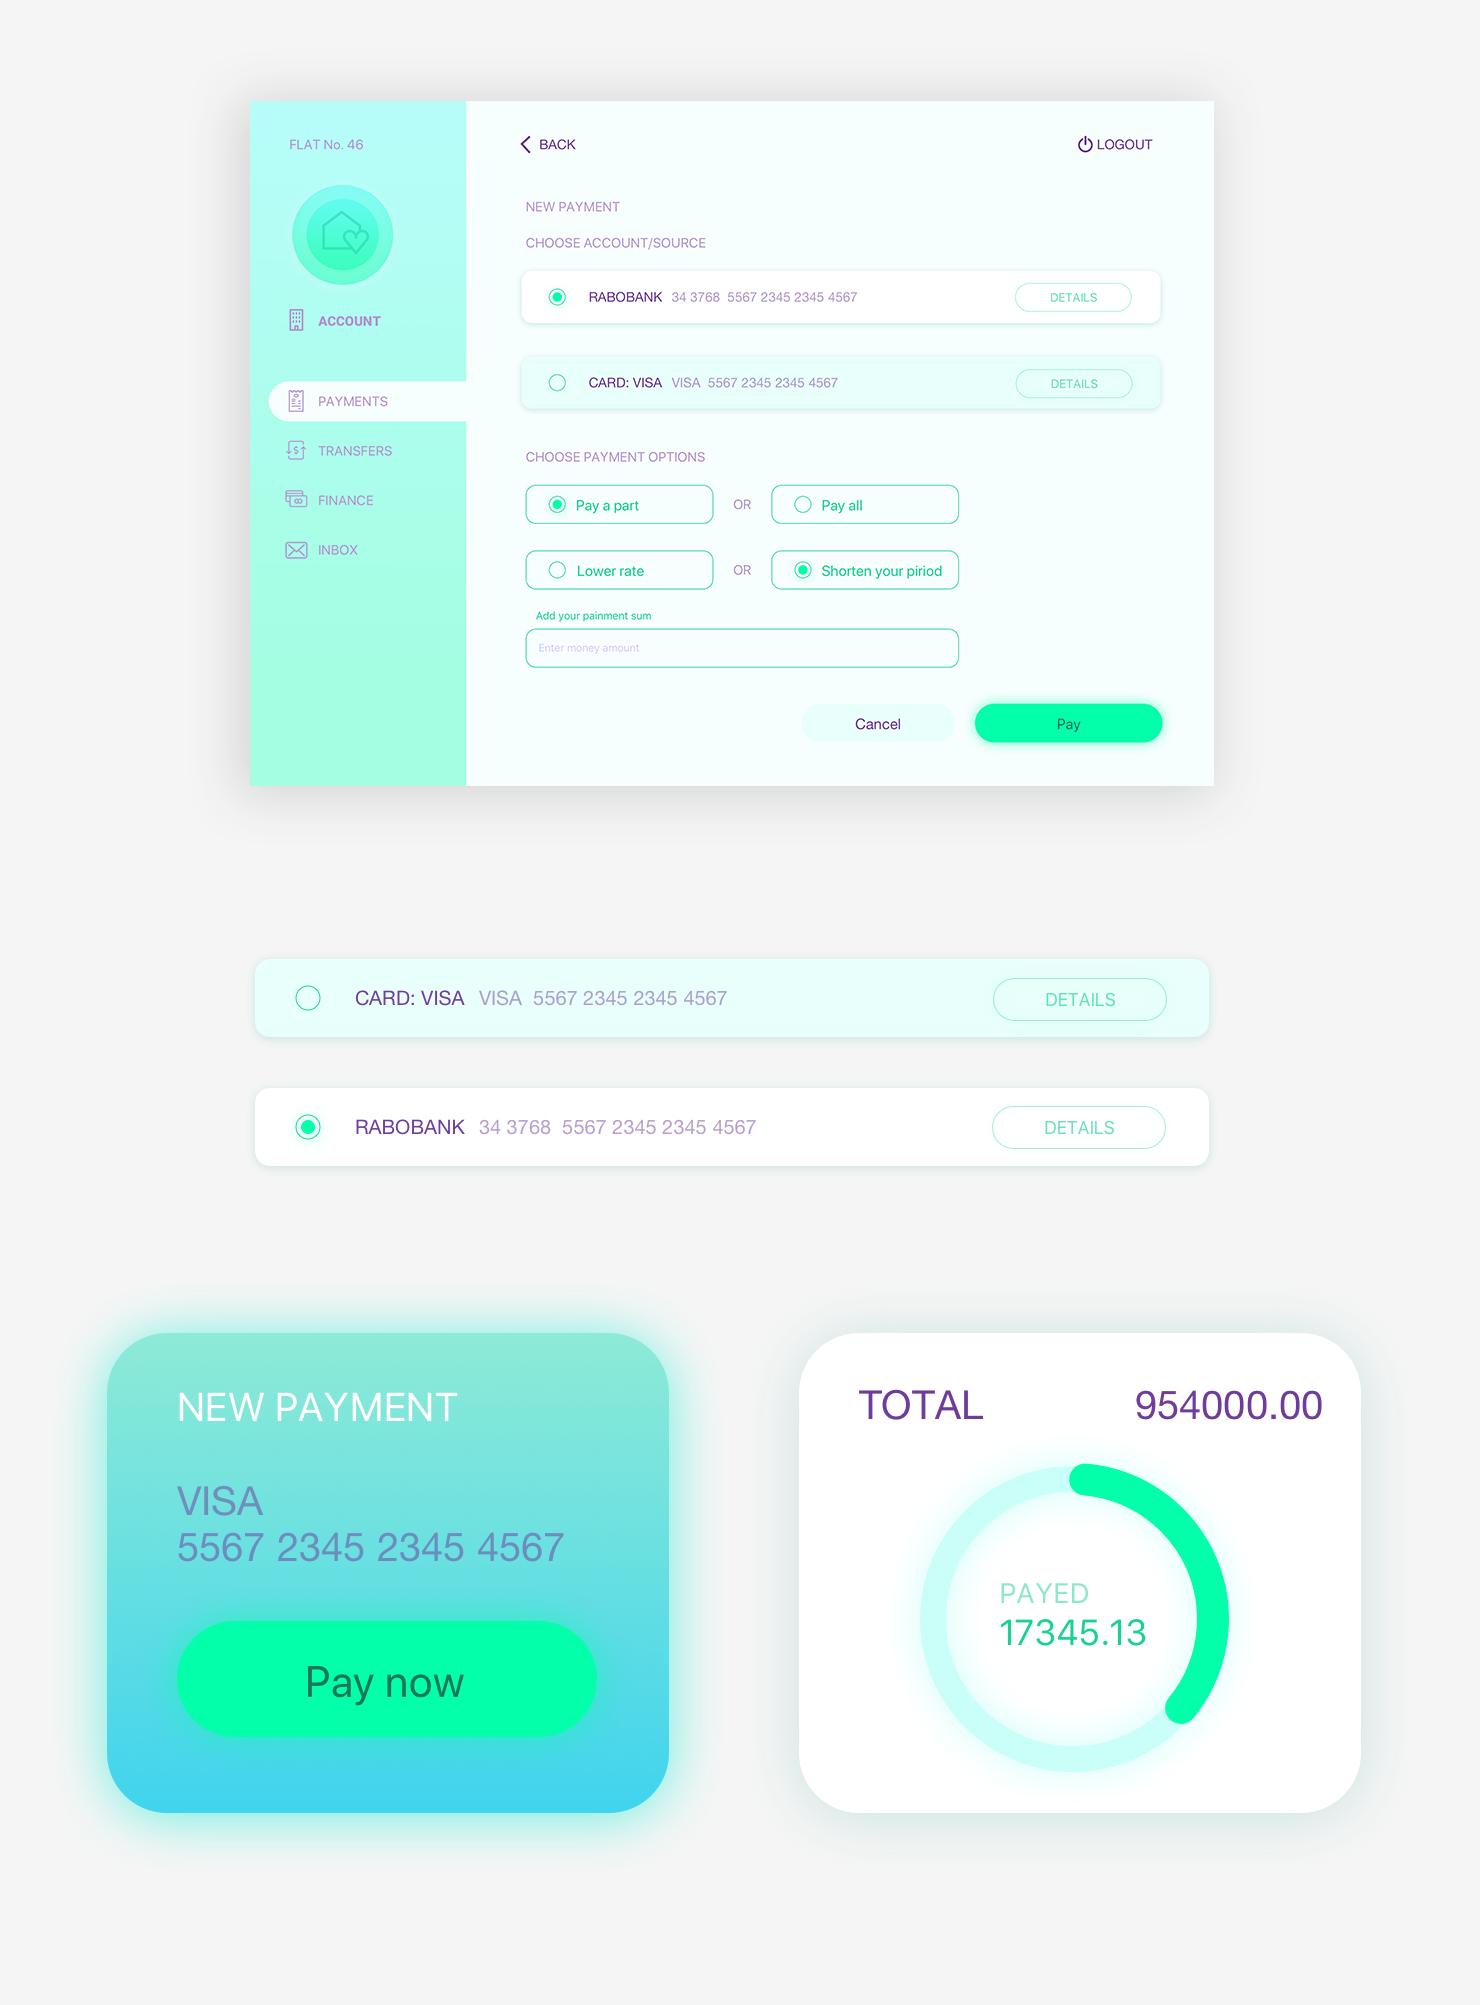 FLAT No. 46
ACCOUNT
PAYMENTS
TRANSFERS
FINANCE
INBOX
BACK
LOGOUT
NEW PAYMENT
CHOOSE ACCOUNT/SOURCE
RABOBANK 34 3768 5567 2345 2345 4567 DETAILS
CARD: VISA VISA 5567 2345 2345 4567 DETAILS
CHOOSE PAYMENT OPTIONS
Pay a part OR Pay all
Lower rate OR Shorten your piriod
Add your painment sum
Enter money amount
Cancel Pay
CARD: VISA VISA 5567 2345 2345 4567 DETAILS
RABOBANK 34 3768 5567 2345 2345 4567 DETAILS
NEW PAYMENT
VISA
5567 2345 2345 4567
Pay now
TOTAL 954000.00
PAYED
17345.13